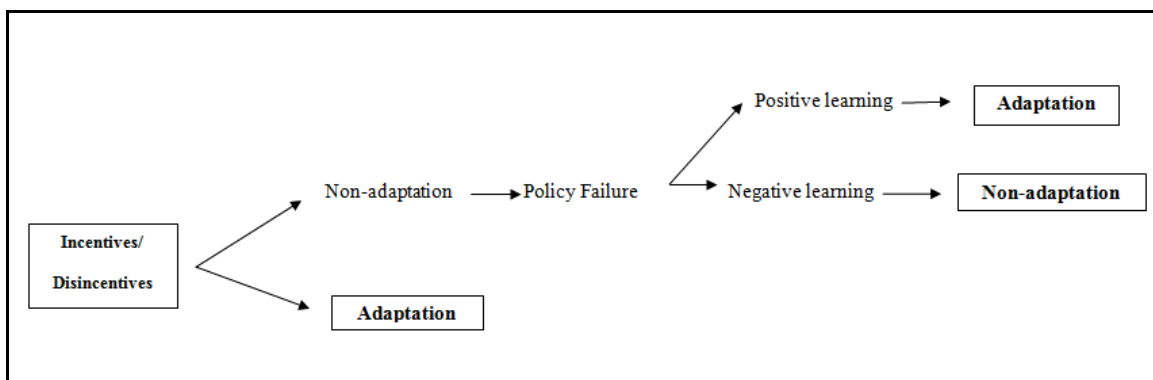 Positive learning
Adaptation
Non-adaptation
Policy Failure
Negative learning
Non-adaptation
Incentives/
Disincentives
Adaptation